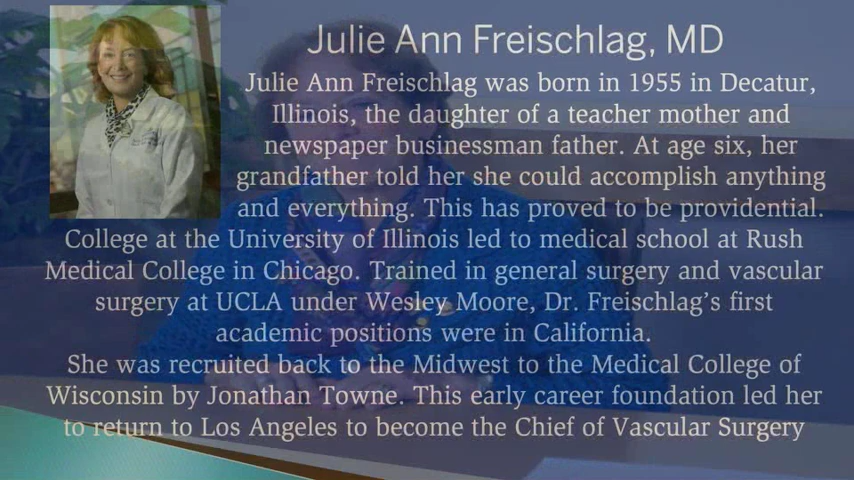 Julie Ann Freischlag, MD
Julie Ann Freischlag was born in 1955 in Decatur,
Illinois, the daughter of a teacher mother and
newspaper businessman father. At age six, her
grandfather told her she could accomplish anything
and everything. This has proved to be providential.
College at the University of Illinois led to medical school at Rush
Medical College in Chicago. Trained in general surgery and vascular
surgery at UCLA under Wesley Moore, Dr. Freischlag’s first
academic positions were in California.
She was recruited back to the Midwest to the Medical College of
Wisconsin by Jonathan Towne. This early career foundation led her
to return to Los Angeles to become the Chief of Vascular Surgery